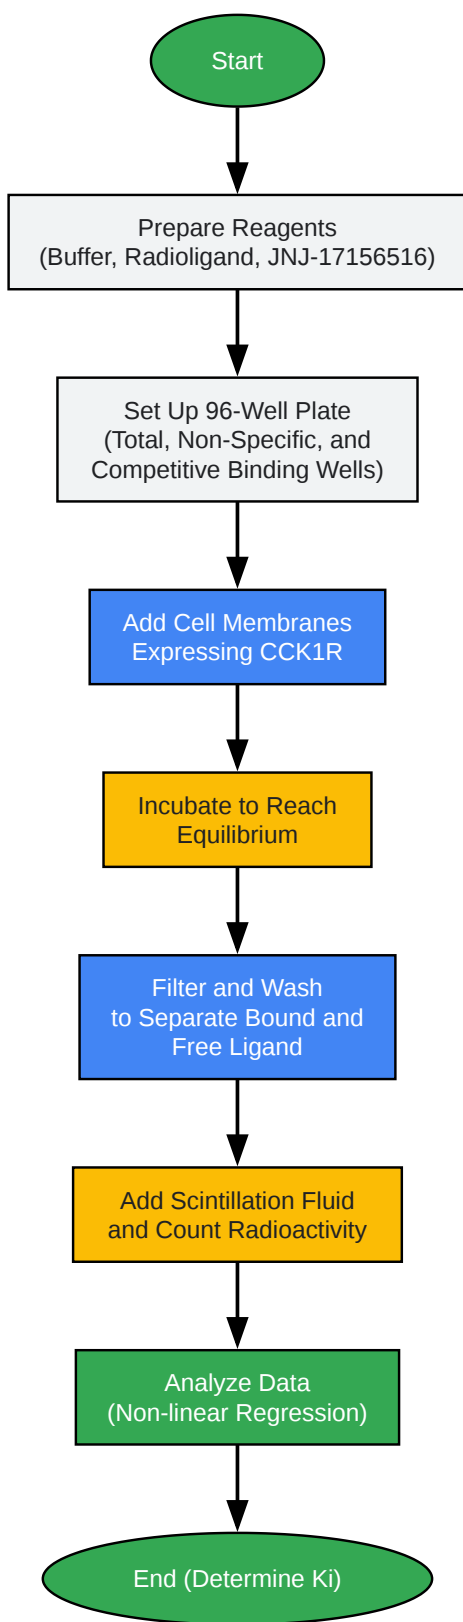 Start
Prepare Reagents
(Buffer, Radioligand, JNJ-17156516)
Set Up 96-Well Plate
(Total, Non-Specific, and
Competitive Binding Wells)
Add Cell Membranes
Expressing CCK1R
Incubate to Reach
Equilibrium
Filter and Wash
to Separate Bound and
Free Ligand
Add Scintillation Fluid
and Count Radioactivity
Analyze Data
(Non-linear Regression)
End (Determine Ki)